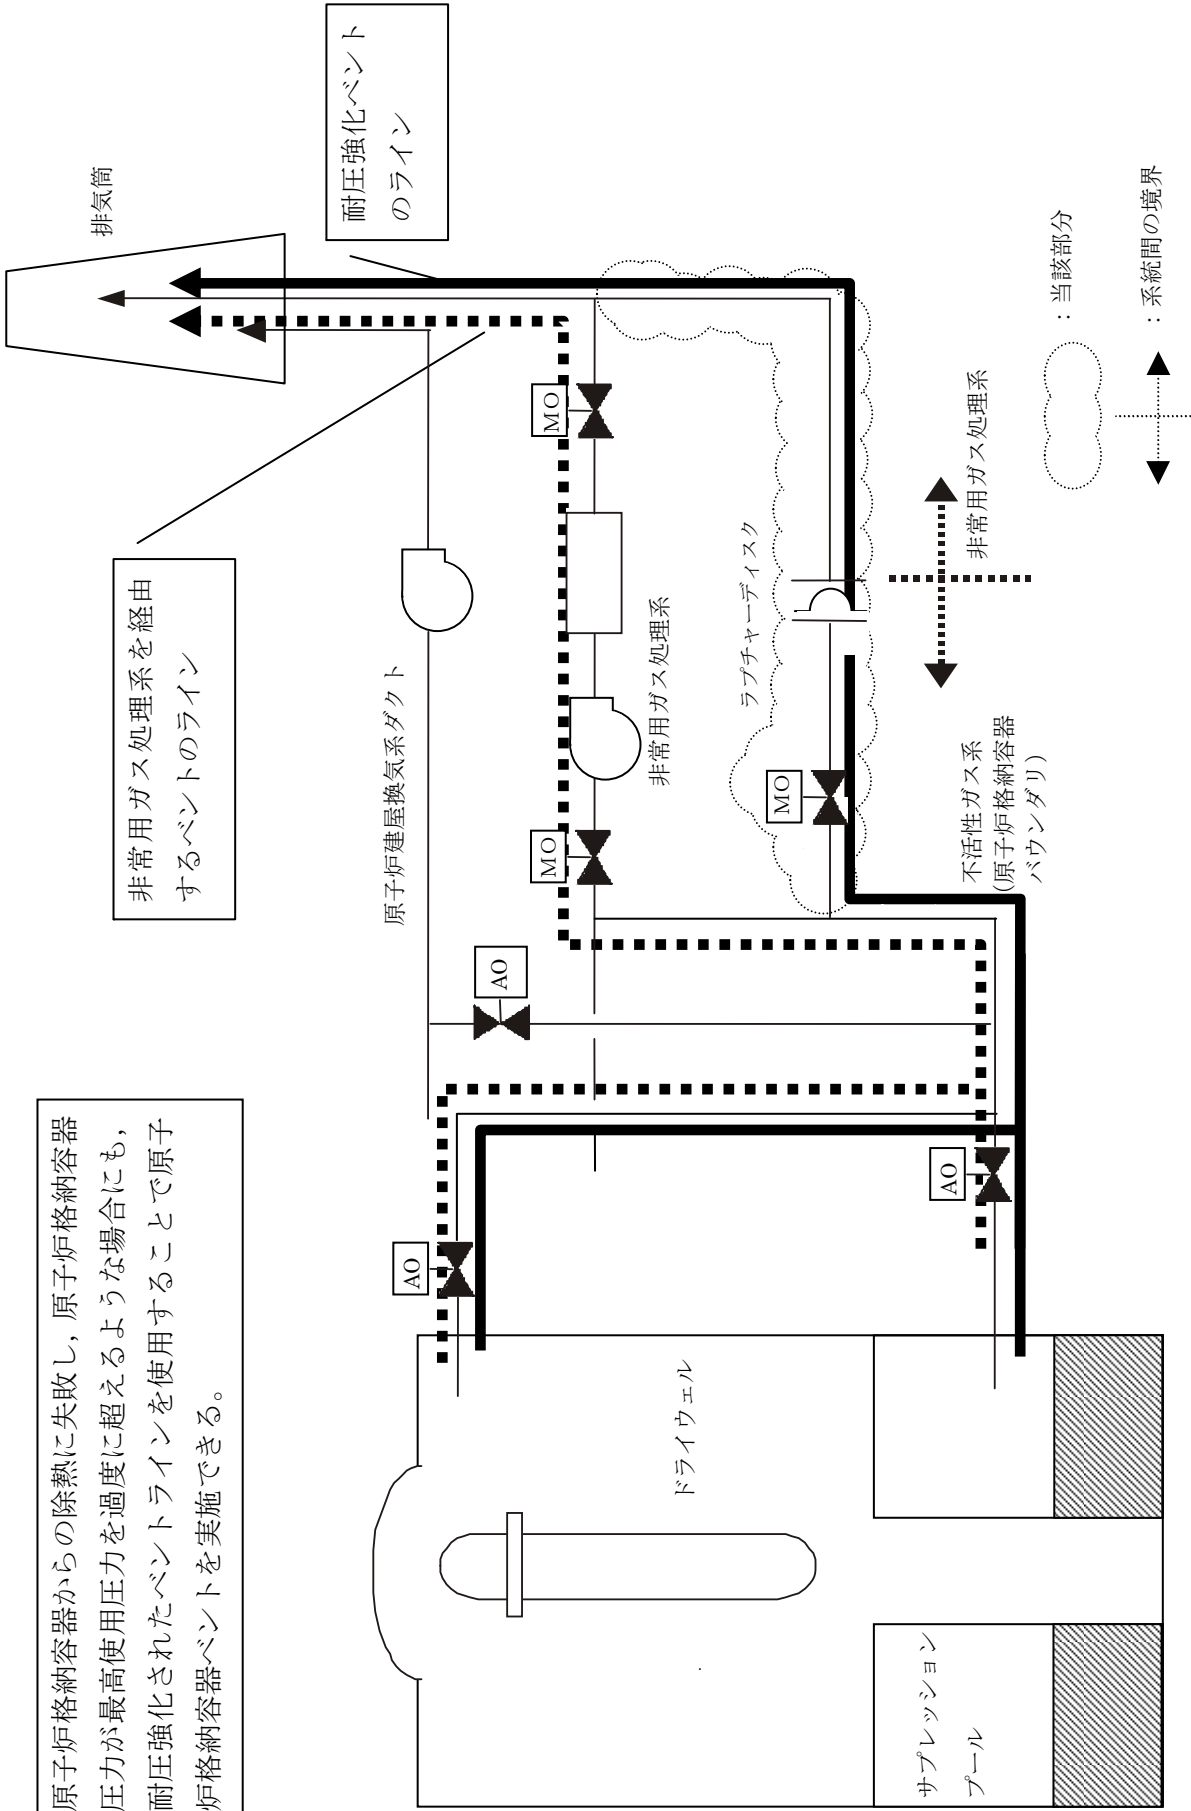 原子炉格納容器からの除熱に失敗し，原子炉格納容器
圧力が最高使用圧力を過度に超えるような場合にも，
耐圧強化されたベントラインを使用することで原子
炉格納容器ベントを実施できる。
非常用ガス処理系を経由
するベントのライン
耐圧強化ベント
のライン
排気筒
原子炉建屋換気系ダクト
AO
AO
AO
MO
MO
MO
非常用ガス処理系
ラプチャーディスク
ドライウェル
サプレッション
プール
不活性ガス系
(原子炉格納容器
バウンダリ)
非常用ガス処理系
：当該部分
：系統間の境界